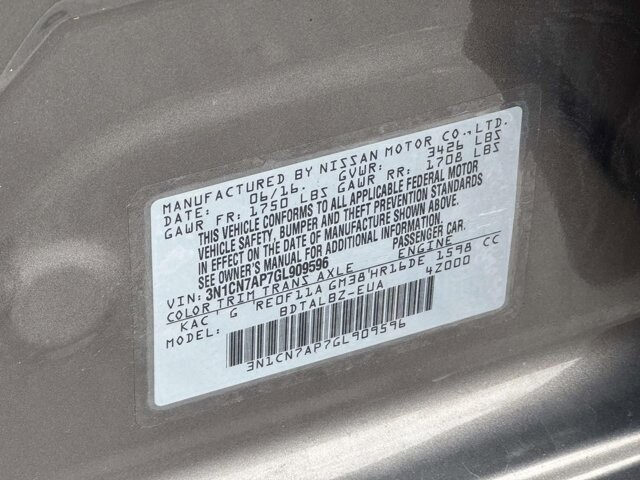 MANUFACTURED BY NISSAN MOTOR CO.,LTD.
DATE: 06/16. GVWR: 3426 LBS
GAWR FR: 1750 LBS GAWR RR: 1708 LBS
THIS VEHICLE CONFORMS TO ALL APPLICABLE FEDERAL MOTOR
VEHICLE SAFETY, BUMPER AND THEFT PREVENTION STANDARDS
IN EFFECT ON THE DATE OF MANUFACTURE SHOWN ABOVE.
SEE OWNER'S MANUAL FOR ADDITIONAL INFORMATION.
VIN: 3N1CN7AP7GL909596 PASSENGER CAR.
COLOR TRIM TRANS AXLE ENGINE
KAC G RE0F11A GM38 HR16DE 1598 CC
MODEL: BDTALBZ-EUA 4Z000
3N1CN7AP7GL909596